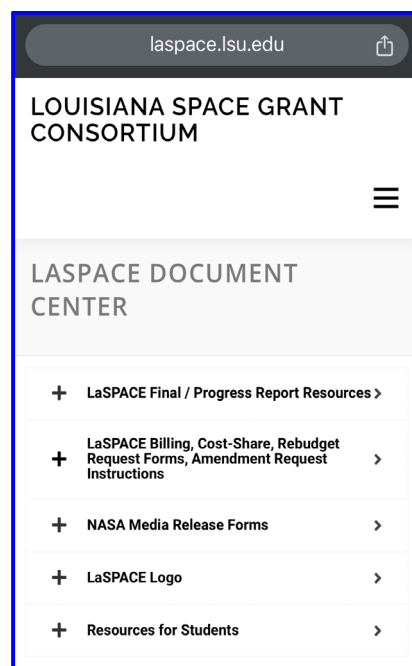 laspace.lsu.edu
LOUISIANA SPACE GRANT
CONSORTIUM
LASPACE DOCUMENT
CENTER
LaSPACE Final / Progress Report Resources
LaSPACE Billing, Cost-Share, Rebudget
Request Forms, Amendment Request
Instructions
NASA Media Release Forms
LaSPACE Logo
Resources for Students